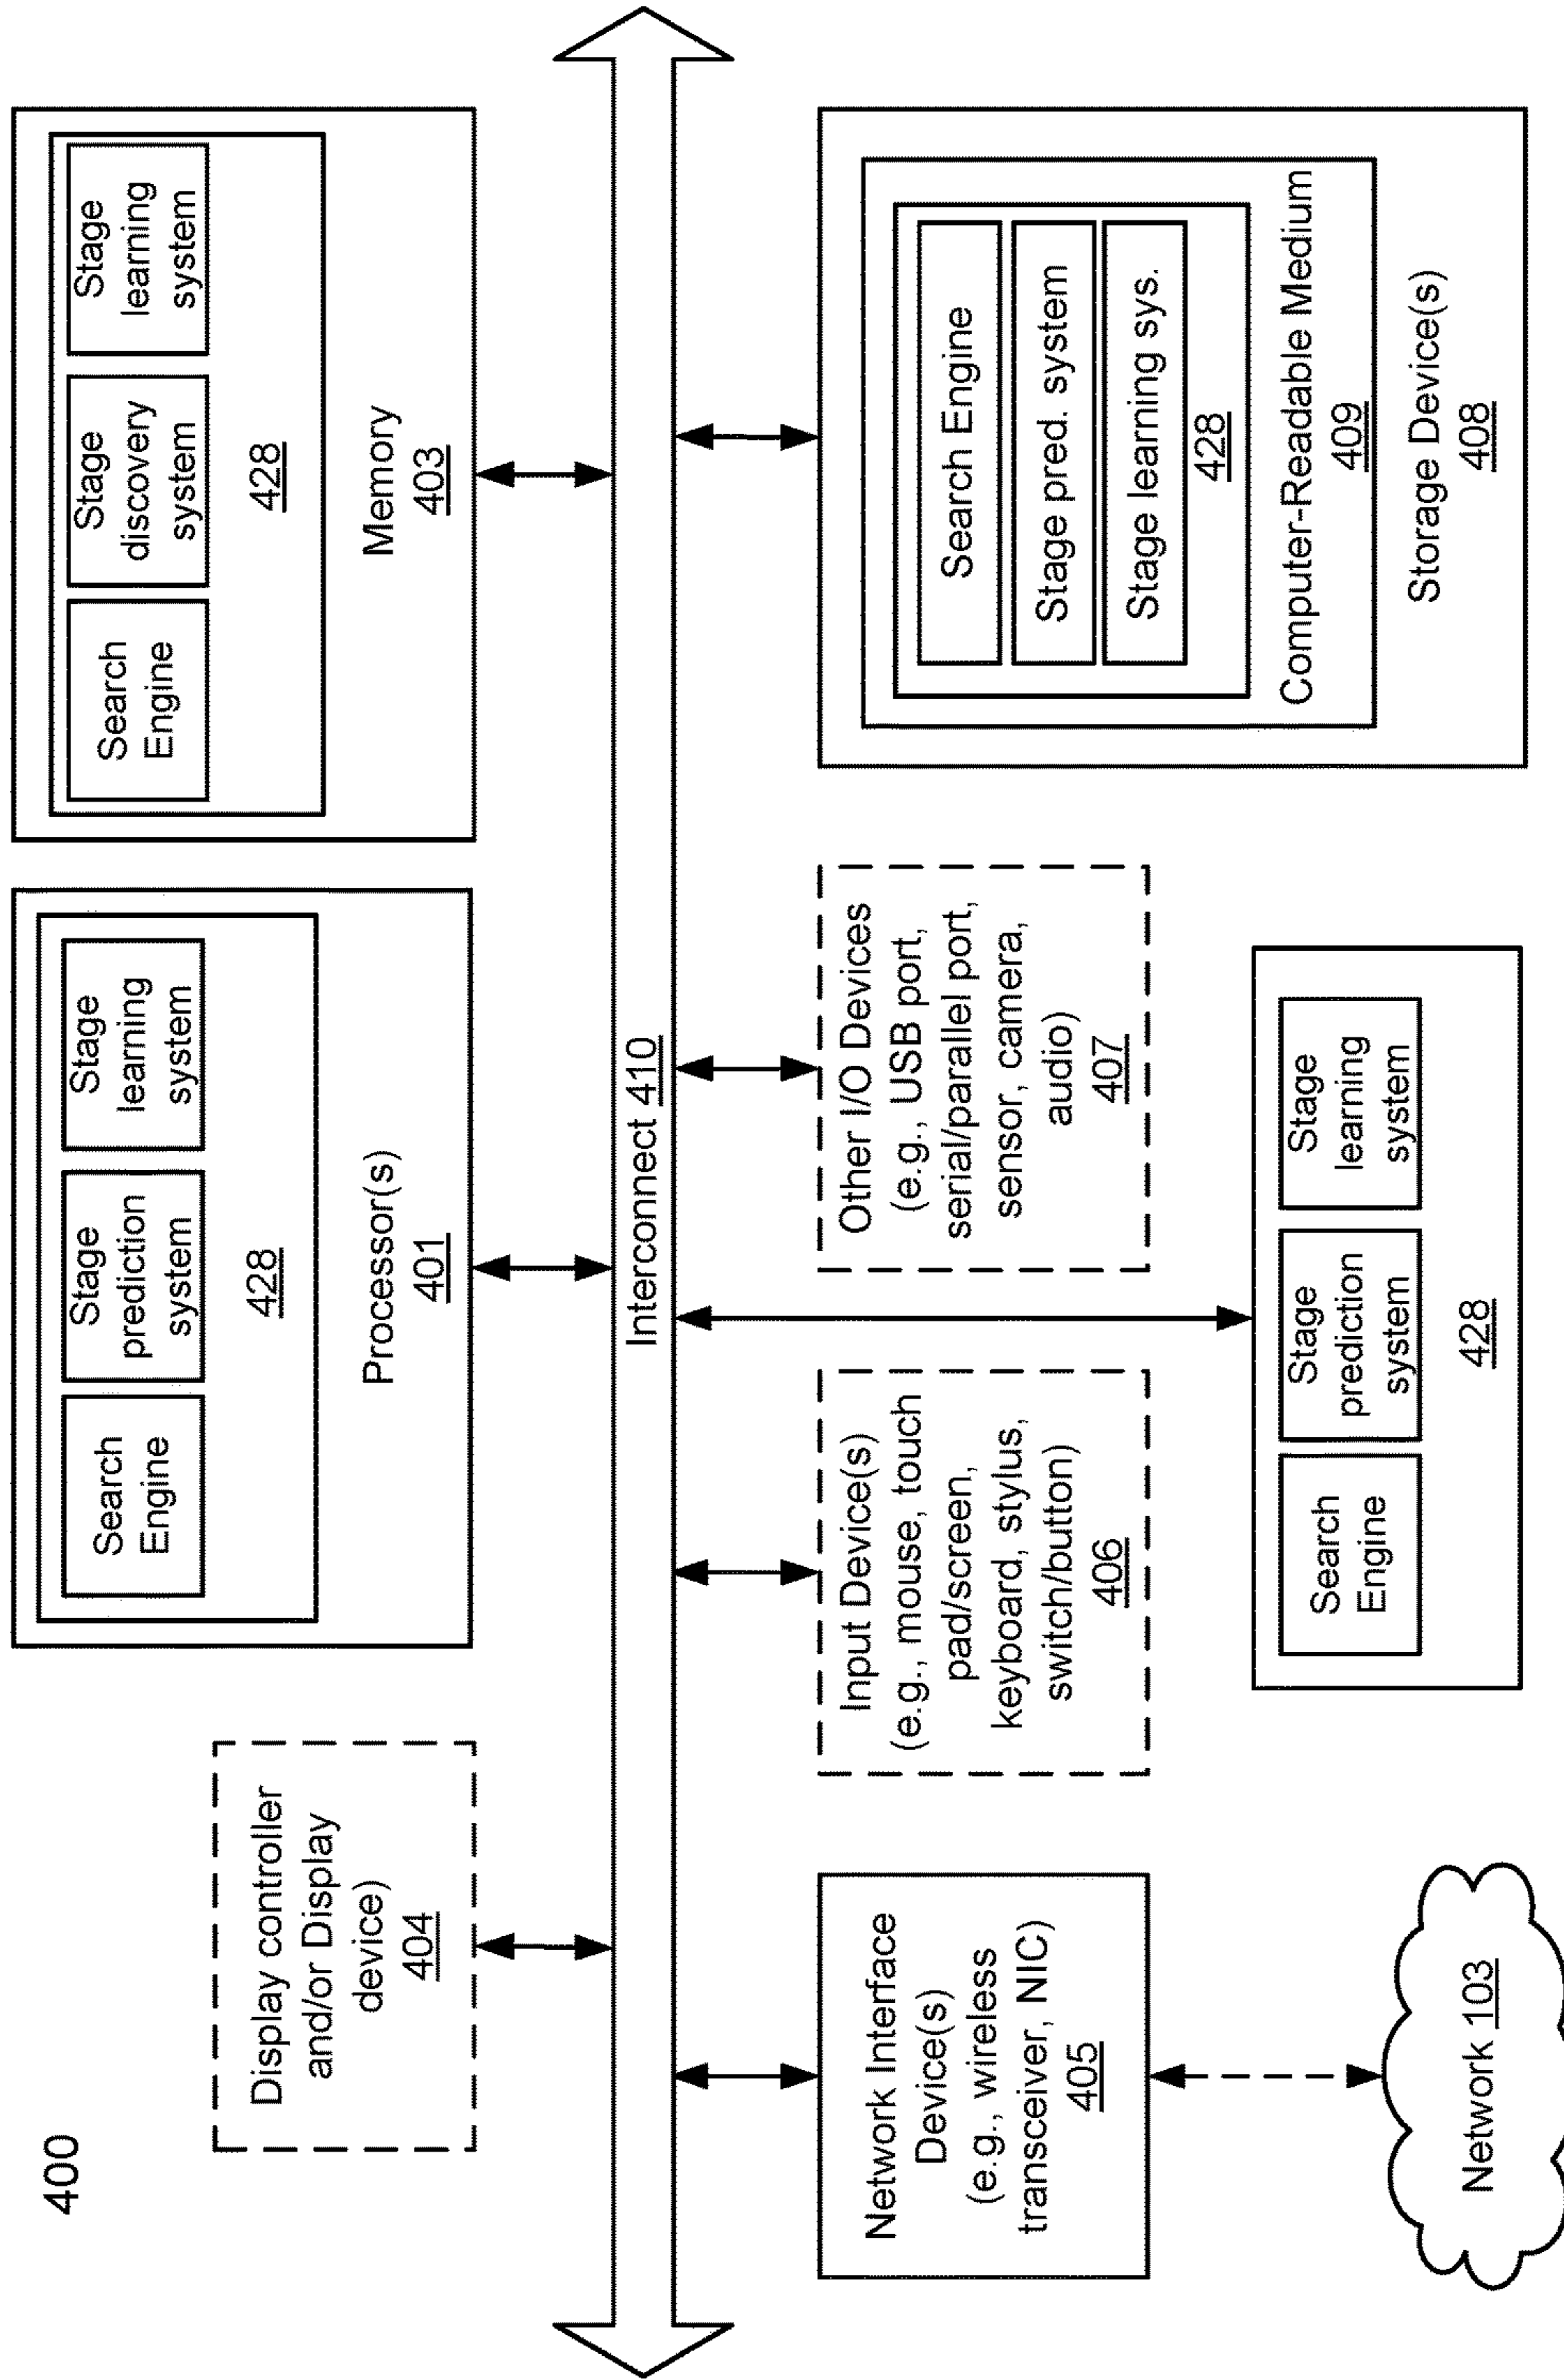 400
Display controller
and/or Display
device)
404
Search
Engine
Stage
prediction
system
Stage
learning
system
428
Processor(s)
401
Search
Engine
Stage
discovery
system
Stage
learning
system
428
Memory
403
Interconnect 410
Network Interface
Device(s)
(e.g., wireless
transceiver, NIC)
405
Network 103
Input Device(s)
(e.g., mouse, touch
pad/screen,
keyboard, stylus,
switch/button)
406
Other I/O Devices
(e.g., USB port,
serial/parallel port,
sensor, camera,
audio)
407
Search
Engine
Stage
prediction
system
Stage
learning
system
428
Search Engine
Stage pred. system
Stage learning sys.
428
Computer-Readable Medium
409
Storage Device(s)
408